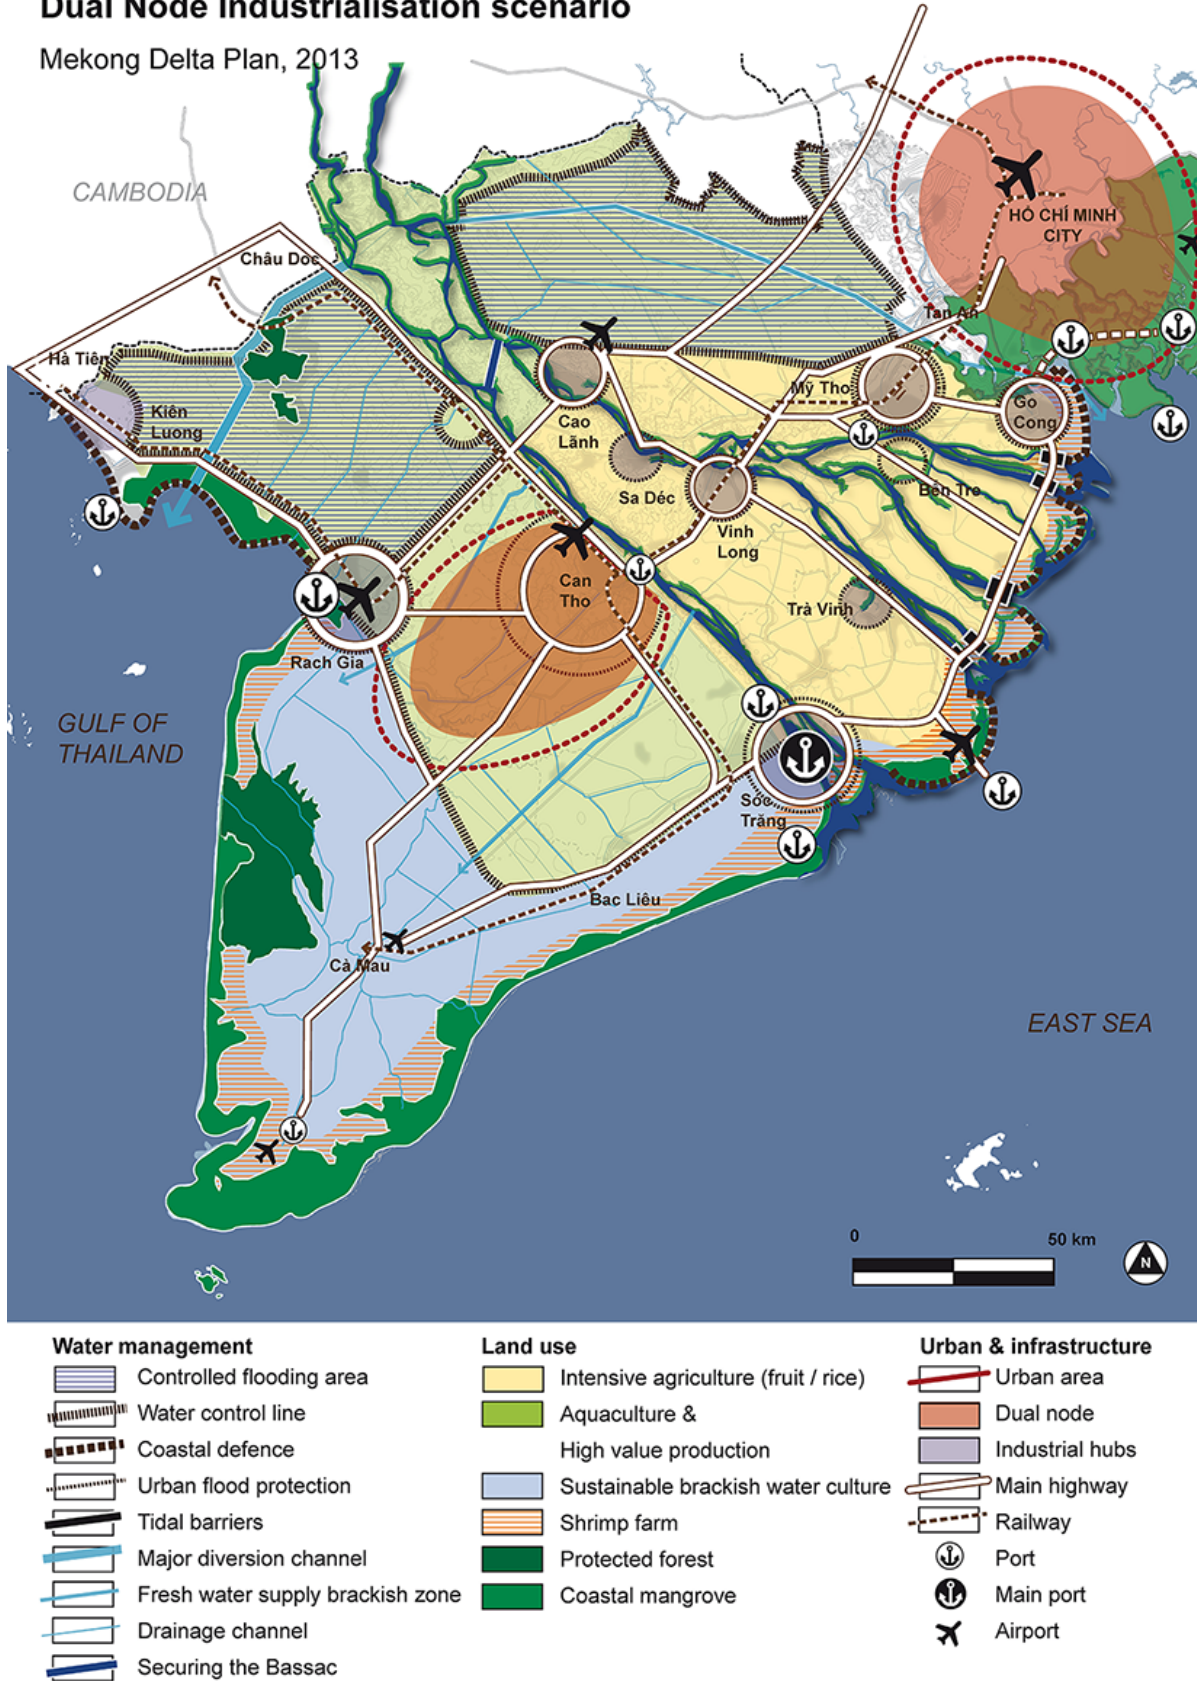 Dual Node Industrialisation scenario
Mekong Delta Plan, 2013
CAMBODIA
HỒ CHÍ MINH
CITY
Châu Doc
Tan An
Hà Tiên
Kiên
Luong
Mỹ Tho
Go
Cong
Cao
Lãnh
Sa Déc
Bến Tre
Vinh
Long
Can
Tho
Trà Vinh
Rach Gia
GULF OF
THAILAND
Sóc
Trăng
Bac Liêu
Cà Mau
EAST SEA
0
50 km
N
Water management
Controlled flooding area
Water control line
Coastal defence
Urban flood protection
Tidal barriers
Major diversion channel
Fresh water supply brackish zone
Drainage channel
Securing the Bassac
Land use
Intensive agriculture (fruit / rice)
Aquaculture &
High value production
Sustainable brackish water culture
Shrimp farm
Protected forest
Coastal mangrove
Urban & infrastructure
Urban area
Dual node
Industrial hubs
Main highway
Railway
Port
Main port
Airport